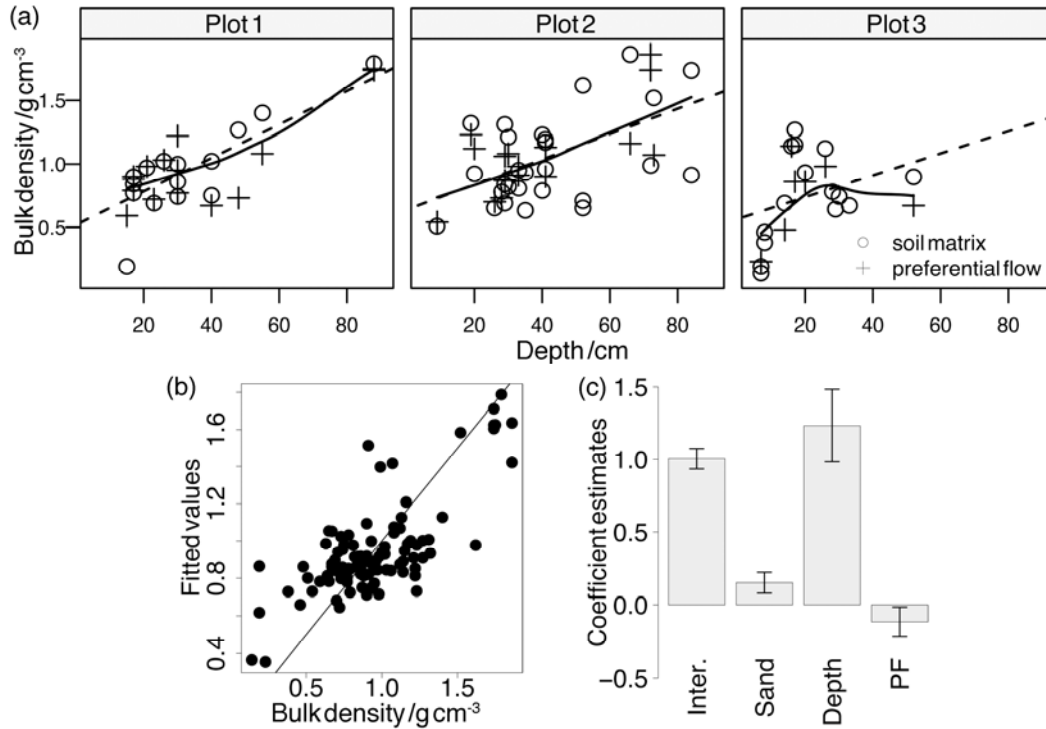 (a)
Plot 1
Plot 2
Plot 3
Bulk density / g cm-3
1.5
1.0
0.5
soil matrix
preferential flow
20 40 60 80
20 40 60 80
20 40 60 80
Depth / cm
(b)
Fitted values
1.6
1.2
0.8
0.4
0.5 1.0 1.5
Bulk density / g cm-3
(c)
Coefficient estimates
1.5
1.0
0.5
0.0
−0.5
Inter.
Sand
Depth
PF